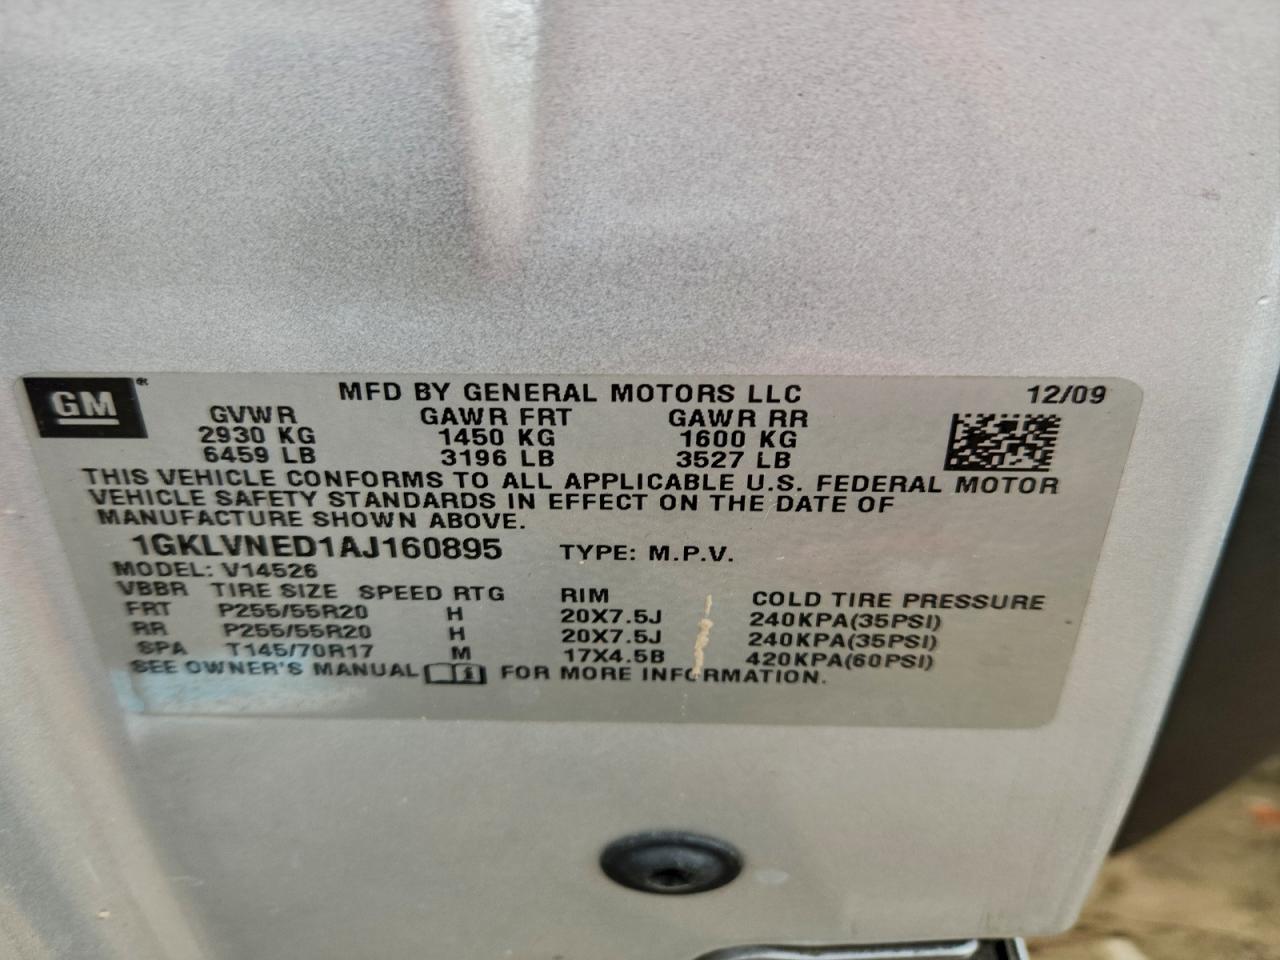 GM
MFD BY GENERAL MOTORS LLC 12/09
GVWR GAWR FRT GAWR RR
2930 KG 1450 KG 1600 KG
6459 LB 3196 LB 3527 LB
THIS VEHICLE CONFORMS TO ALL APPLICABLE U.S. FEDERAL MOTOR
VEHICLE SAFETY STANDARDS IN EFFECT ON THE DATE OF
MANUFACTURE SHOWN ABOVE.
1GKLVNED1AJ160895 TYPE: M.P.V.
MODEL: V14526
VBBR TIRE SIZE SPEED RTG RIM COLD TIRE PRESSURE
FRT P255/55R20 H 20X7.5J 240KPA(35PSI)
RR P255/55R20 H 20X7.5J 240KPA(35PSI)
SPA T145/70R17 M 17X4.5B 420KPA(60PSI)
SEE OWNER'S MANUAL FOR MORE INFORMATION.